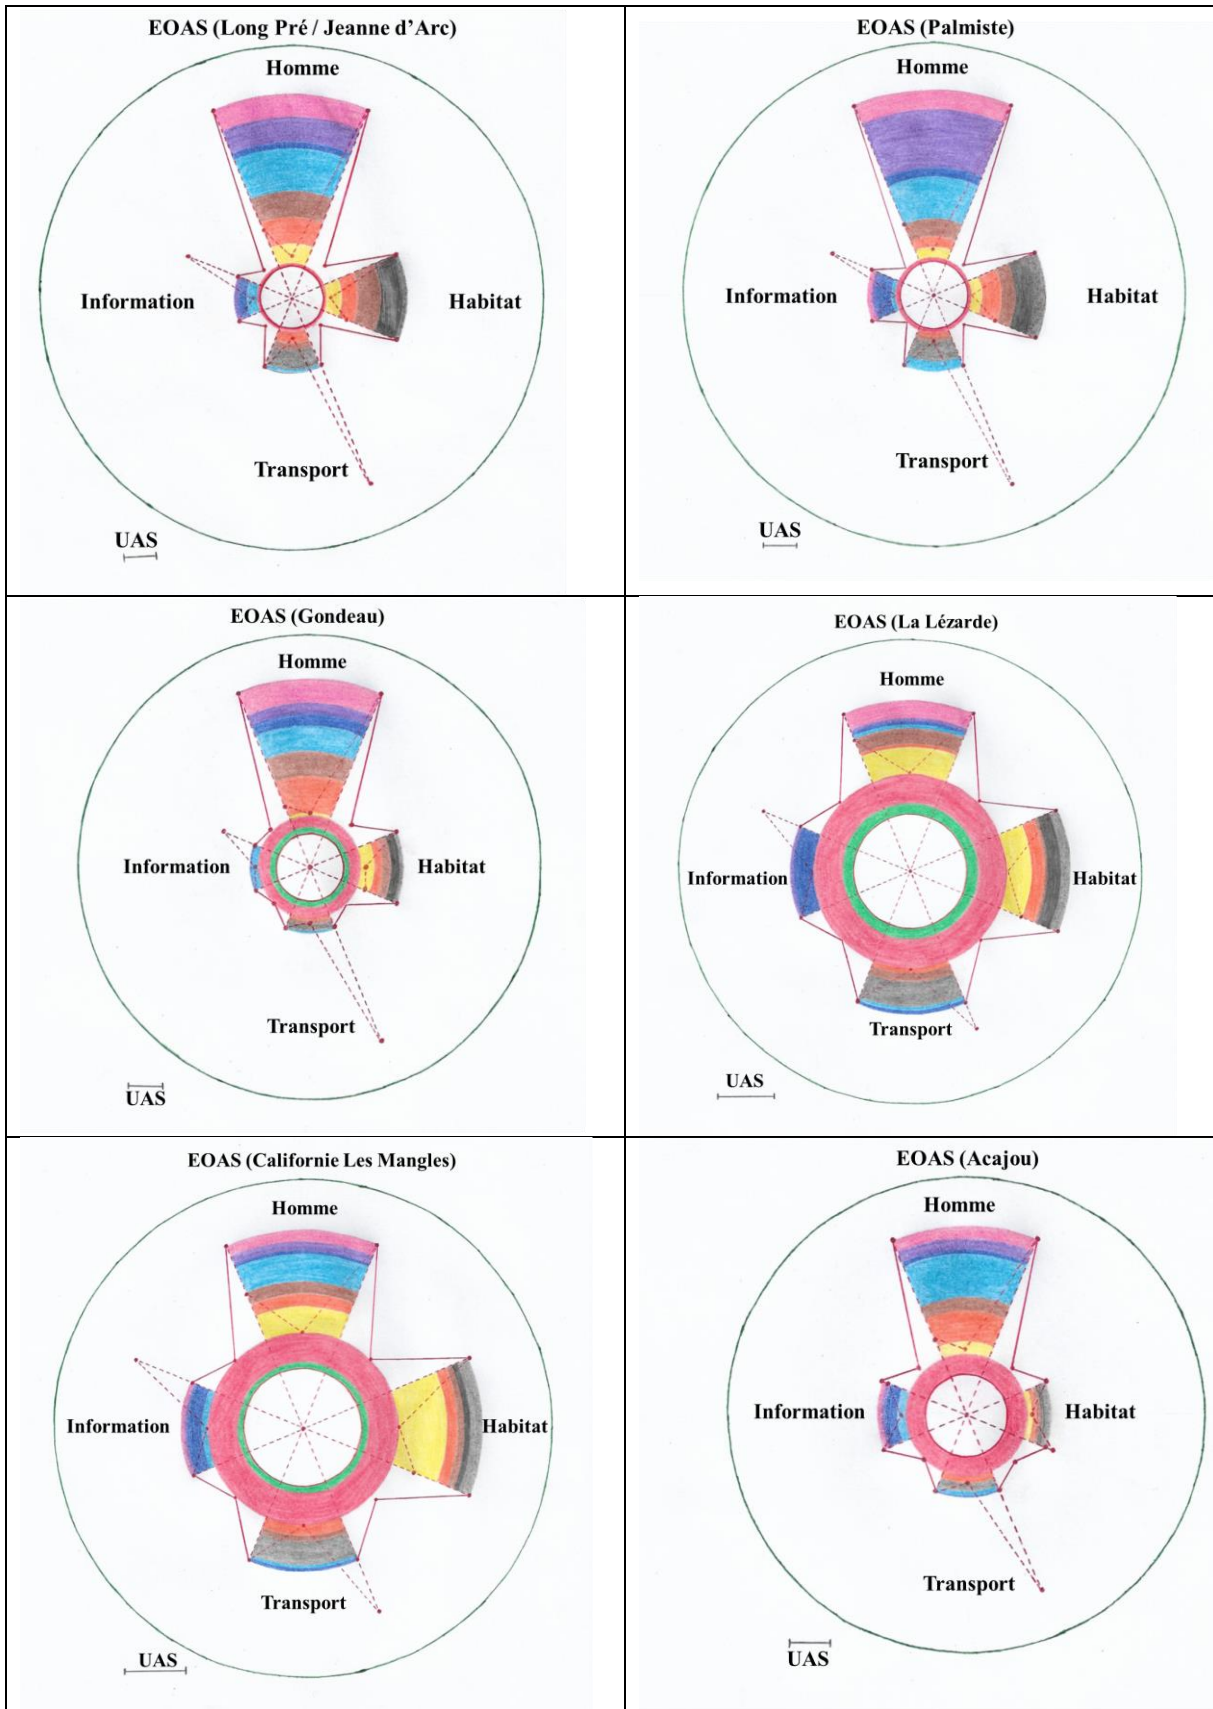 EOAS (Long Pré / Jeanne d’Arc)
Homme
Information
Habitat
Transport
UAS
EOAS (Palmiste)
Homme
Information
Habitat
Transport
UAS
EOAS (Gondeau)
Homme
Information
Habitat
Transport
UAS
EOAS (La Lézarde)
Homme
Information
Habitat
Transport
UAS
EOAS (Californie Les Mangles)
Homme
Information
Habitat
Transport
UAS
EOAS (Acajou)
Homme
Information
Habitat
Transport
UAS